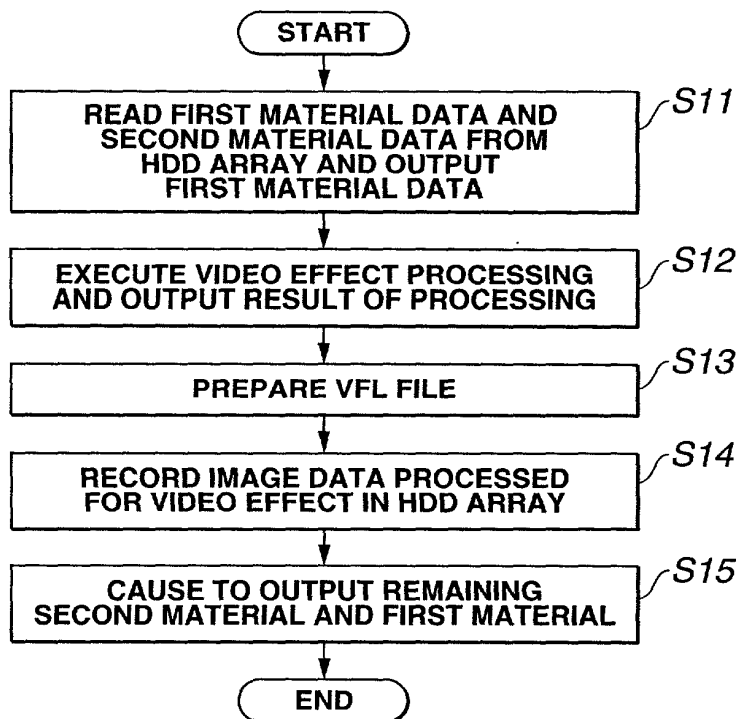 START
READ FIRST MATERIAL DATA AND
SECOND MATERIAL DATA FROM
HDD ARRAY AND OUTPUT
FIRST MATERIAL DATA
S11
EXECUTE VIDEO EFFECT PROCESSING
AND OUTPUT RESULT OF PROCESSING
S12
PREPARE VFL FILE
S13
RECORD IMAGE DATA PROCESSED
FOR VIDEO EFFECT IN HDD ARRAY
S14
CAUSE TO OUTPUT REMAINING
SECOND MATERIAL AND FIRST MATERIAL
S15
END